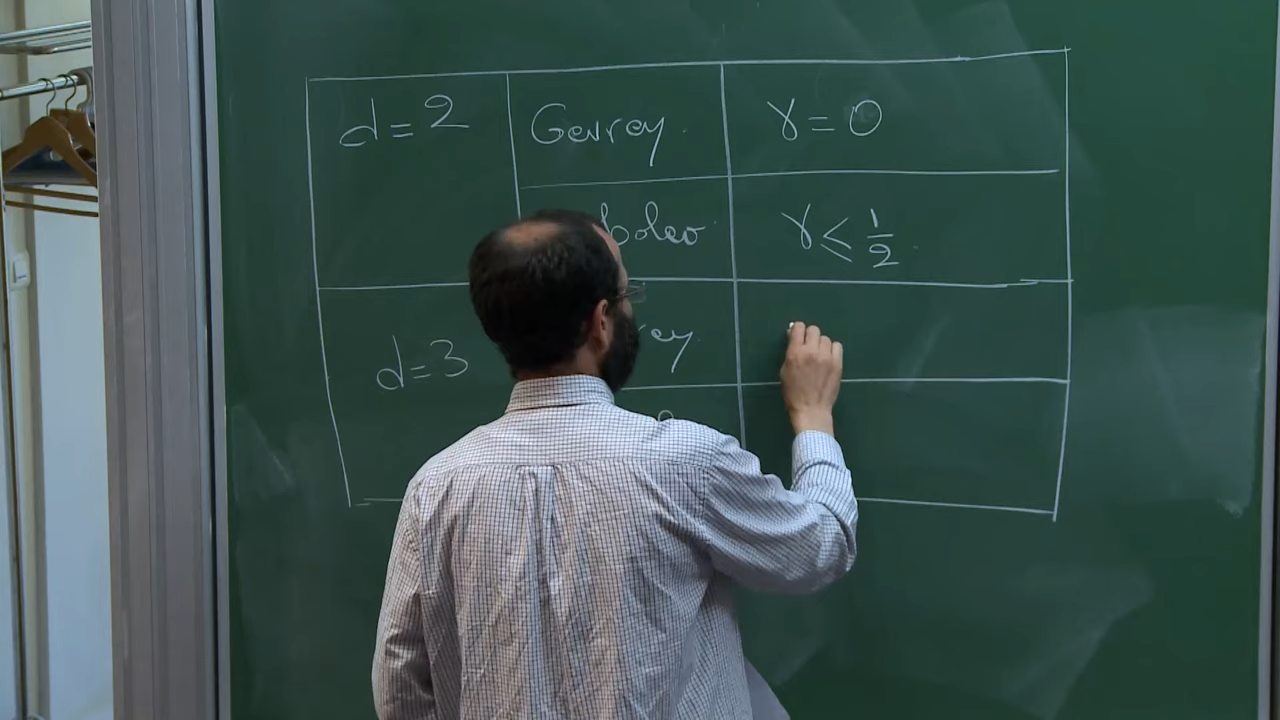 d = 2 Gevrey γ = 0
γ ≤ 1/2
d = 3